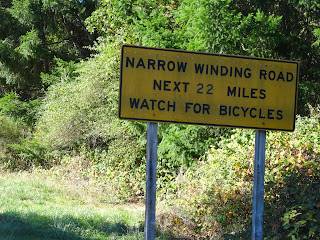 NARROW WINDING ROAD
NEXT 22 MILES
WATCH FOR BICYCLES